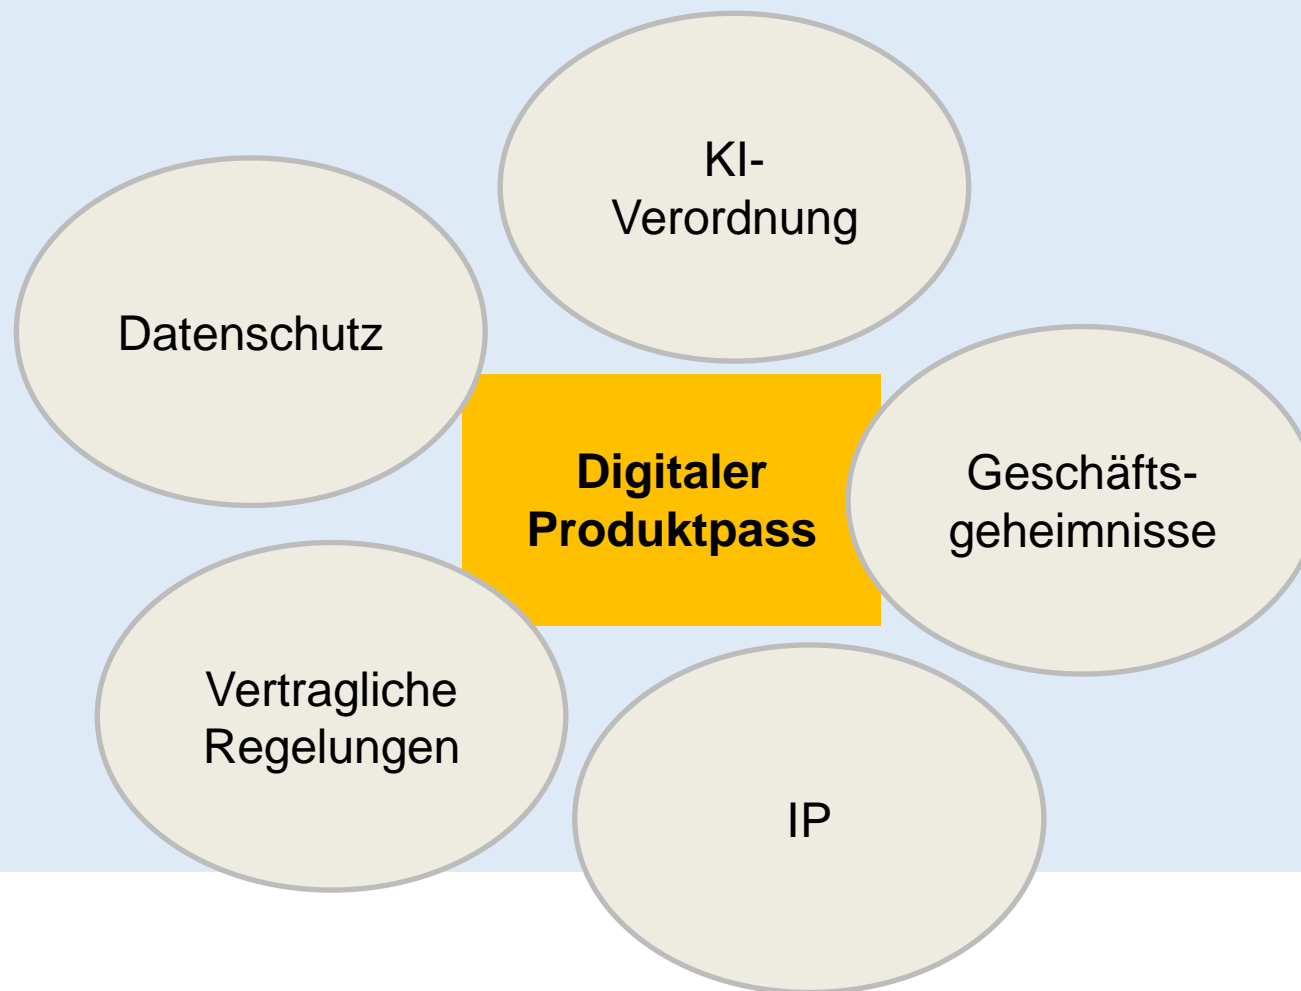 KI-
Verordnung
Datenschutz
Digitaler
Produktpass
Geschäfts-
geheimnisse
Vertragliche
Regelungen
IP